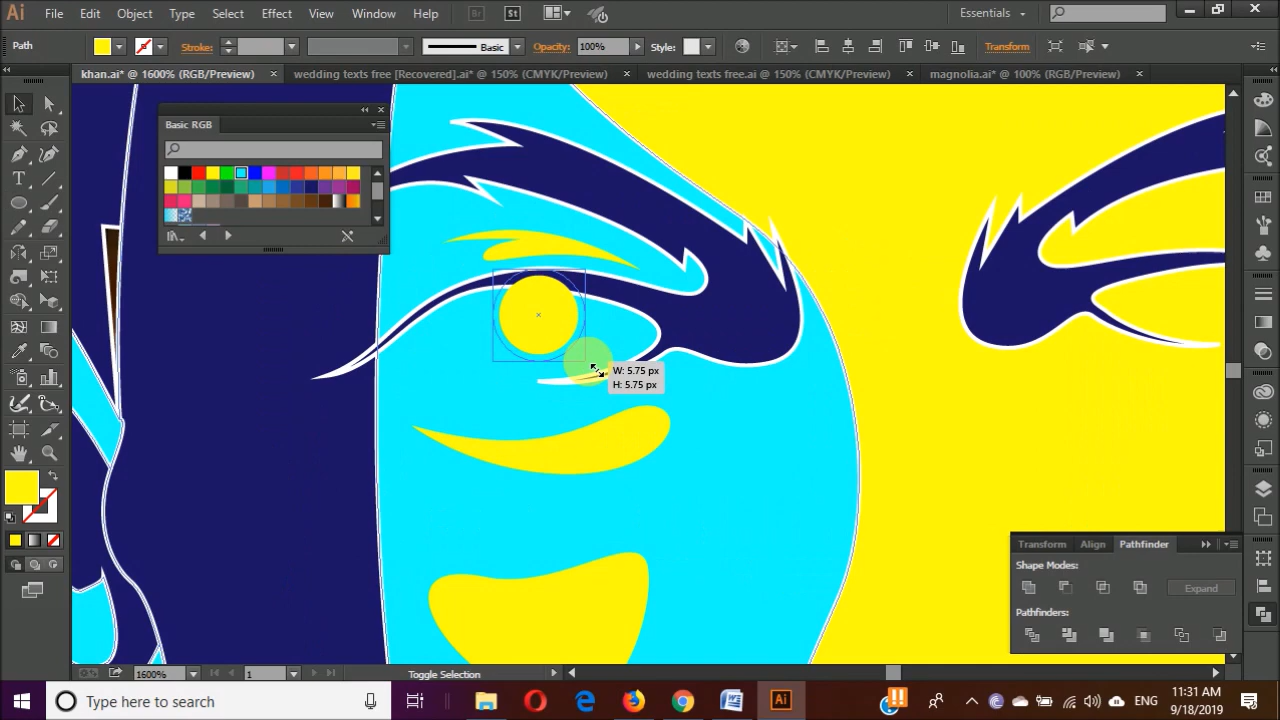 Ai File Edit Object Type Select Effect View Window Help Br St Essentials
Path Stroke: Basic Opacity: 100% Style: Transform
khan.ai* @ 1600% (RGB/Preview) × wedding texts free [Recovered].ai* @ 150% (CMYK/Preview) × wedding texts free.ai @ 150% (CMYK/Preview) × magnolia.ai* @ 100% (RGB/Preview) ×
Basic RGB
W: 5.75 px
H: 5.75 px
Transform Align Pathfinder
Shape Modes:
Expand
Pathfinders:
1600% 1 Toggle Selection
Type here to search
Ai
ENG
11:31 AM
9/18/2019